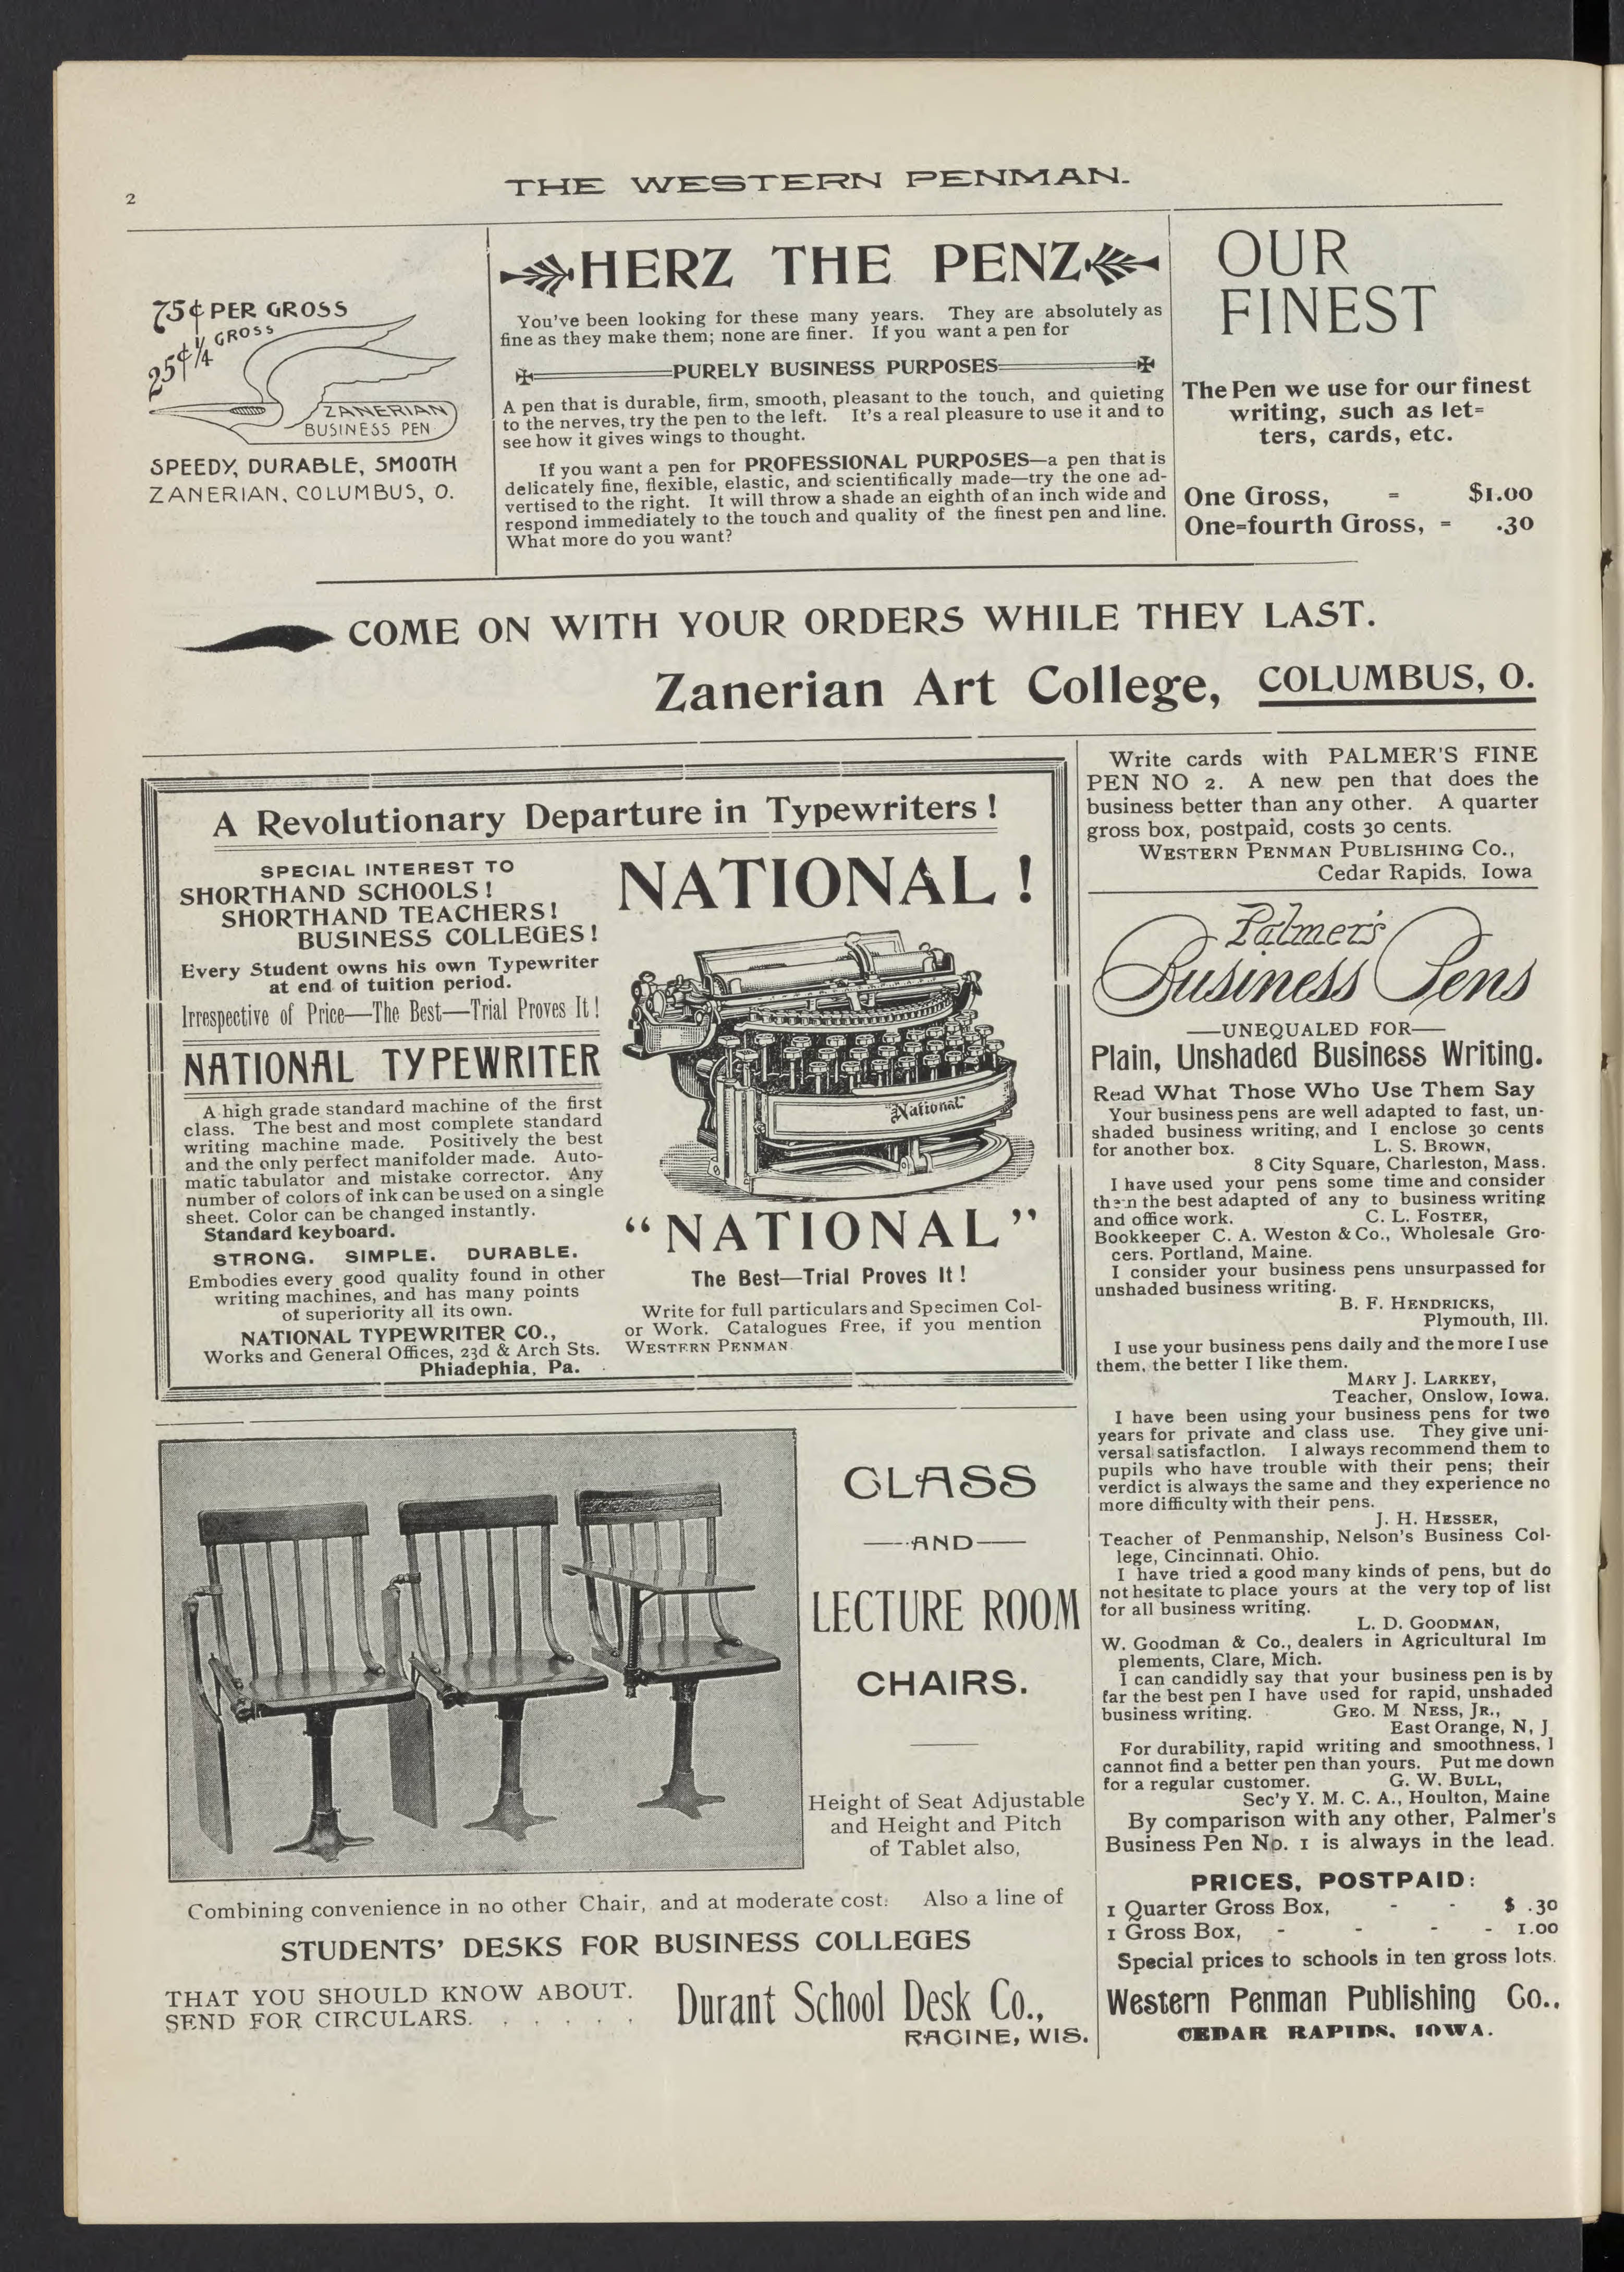 2
THE WESTERN PENMAN.
75¢ PER GROSS
25¢ ¼ GROSS
ZANERIAN
BUSINESS PEN
SPEEDY, DURABLE, SMOOTH
ZANERIAN, COLUMBUS, O.
HERZ THE PENZ
You've been looking for these many years. They are absolutely as
fine as they make them; none are finer. If you want a pen for
PURELY BUSINESS PURPOSES
A pen that is durable, firm, smooth, pleasant to the touch, and quieting
to the nerves, try the pen to the left. It's a real pleasure to use it and to
see how it gives wings to thought.
If you want a pen for PROFESSIONAL PURPOSES—a pen that is
delicately fine, flexible, elastic, and scientifically made—try the one ad-
vertised to the right. It will throw a shade an eighth of an inch wide and
respond immediately to the touch and quality of the finest pen and line.
What more do you want?
OUR
FINEST
The Pen we use for our finest
writing, such as let-
ters, cards, etc.
One Gross, - $1.00
One-fourth Gross, - .30
COME ON WITH YOUR ORDERS WHILE THEY LAST.
Zanerian Art College, COLUMBUS, O.
A Revolutionary Departure in Typewriters !
SPECIAL INTEREST TO
SHORTHAND SCHOOLS !
SHORTHAND TEACHERS !
BUSINESS COLLEGES !
Every Student owns his own Typewriter
at end of tuition period.
Irrespective of Price—The Best—Trial Proves It !
NATIONAL TYPEWRITER
A high grade standard machine of the first
class. The best and most complete standard
writing machine made. Positively the best
and the only perfect manifolder made. Auto-
matic tabulator and mistake corrector. Any
number of colors of ink can be used on a single
sheet. Color can be changed instantly.
Standard keyboard.
STRONG. SIMPLE. DURABLE.
Embodies every good quality found in other
writing machines, and has many points
of superiority all its own.
NATIONAL TYPEWRITER CO.,
Works and General Offices, 23d & Arch Sts.
Phiadephia, Pa.
NATIONAL !
"National"
"NATIONAL"
The Best—Trial Proves It !
Write for full particulars and Specimen Col-
or Work. Catalogues Free, if you mention
WESTERN PENMAN
CLASS
—AND—
LECTURE ROOM
CHAIRS.
Height of Seat Adjustable
and Height and Pitch
of Tablet also,
Combining convenience in no other Chair, and at moderate cost. Also a line of
STUDENTS' DESKS FOR BUSINESS COLLEGES
THAT YOU SHOULD KNOW ABOUT.
SEND FOR CIRCULARS. . . . . .
Durant School Desk Co.,
RACINE, WIS.
Write cards with PALMER'S FINE
PEN NO 2. A new pen that does the
business better than any other. A quarter
gross box, postpaid, costs 30 cents.
WESTERN PENMAN PUBLISHING CO.,
Cedar Rapids, Iowa
Palmer's
Business Pens
—UNEQUALED FOR—
Plain, Unshaded Business Writing.
Read What Those Who Use Them Say
Your business pens are well adapted to fast, un-
shaded business writing, and I enclose 30 cents
for another box. L. S. BROWN,
8 City Square, Charleston, Mass.
I have used your pens some time and consider
them the best adapted of any to business writing
and office work. C. L. FOSTER,
Bookkeeper C. A. Weston & Co., Wholesale Gro-
cers. Portland, Maine.
I consider your business pens unsurpassed for
unshaded business writing.
B. F. HENDRICKS,
Plymouth, Ill.
I use your business pens daily and the more I use
them, the better I like them.
MARY J. LARKEY,
Teacher, Onslow, Iowa.
I have been using your business pens for two
years for private and class use. They give uni-
versal satisfaction. I always recommend them to
pupils who have trouble with their pens; their
verdict is always the same and they experience no
more difficulty with their pens.
J. H. HESSER,
Teacher of Penmanship, Nelson's Business Col-
lege, Cincinnati. Ohio.
I have tried a good many kinds of pens, but do
not hesitate to place yours at the very top of list
for all business writing.
L. D. GOODMAN,
W. Goodman & Co., dealers in Agricultural Im
plements, Clare, Mich.
I can candidly say that your business pen is by
far the best pen I have used for rapid, unshaded
business writing. GEO. M NESS, JR.,
East Orange, N, J
For durability, rapid writing and smoothness, I
cannot find a better pen than yours. Put me down
for a regular customer. G. W. BULL,
Sec'y Y. M. C. A., Houlton, Maine
By comparison with any other, Palmer's
Business Pen No. 1 is always in the lead.
PRICES, POSTPAID:
1 Quarter Gross Box, - - $ .30
1 Gross Box, - - - - 1.00
Special prices to schools in ten gross lots.
Western Penman Publishing Co.,
CEDAR RAPIDS, IOWA.